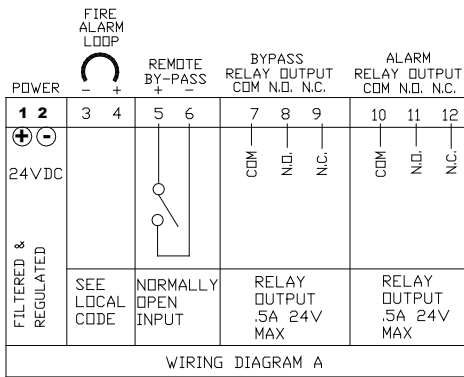 FIRE
ALARM
LOOP
POWER
- +
REMOTE
BY-PASS
+ -
BYPASS
RELAY OUTPUT
COM N.O. N.C.
ALARM
RELAY OUTPUT
COM N.O. N.C.
1 2 3 4 5 6 7 8 9 10 11 12
+ -
24VDC
FILTERED &
REGULATED
COM N.O. N.C.
COM N.O. N.C.
SEE
LOCAL
CODE
NORMALLY
OPEN
INPUT
RELAY
OUTPUT
.5A 24V
MAX
RELAY
OUTPUT
.5A 24V
MAX
WIRING DIAGRAM A